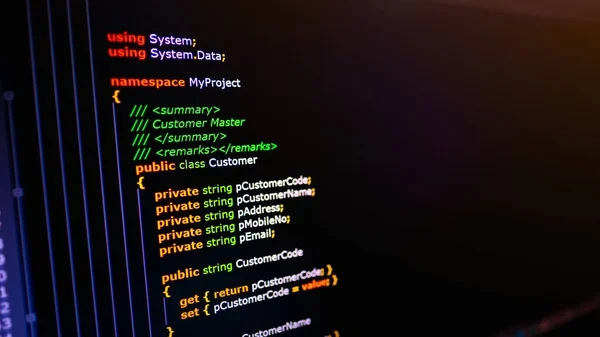 using System;
using System.Data;
namespace MyProject
{
/// <summary>
/// Customer Master
/// </summary>
/// <remarks></remarks>
public class Customer
{
private string pCustomerCode;
private string pCustomerName;
private string pAddress;
private string pMobileNo;
private string pEmail;
public string CustomerCode
{
get { return pCustomerCode; }
set { pCustomerCode = value; }
}
CustomerName